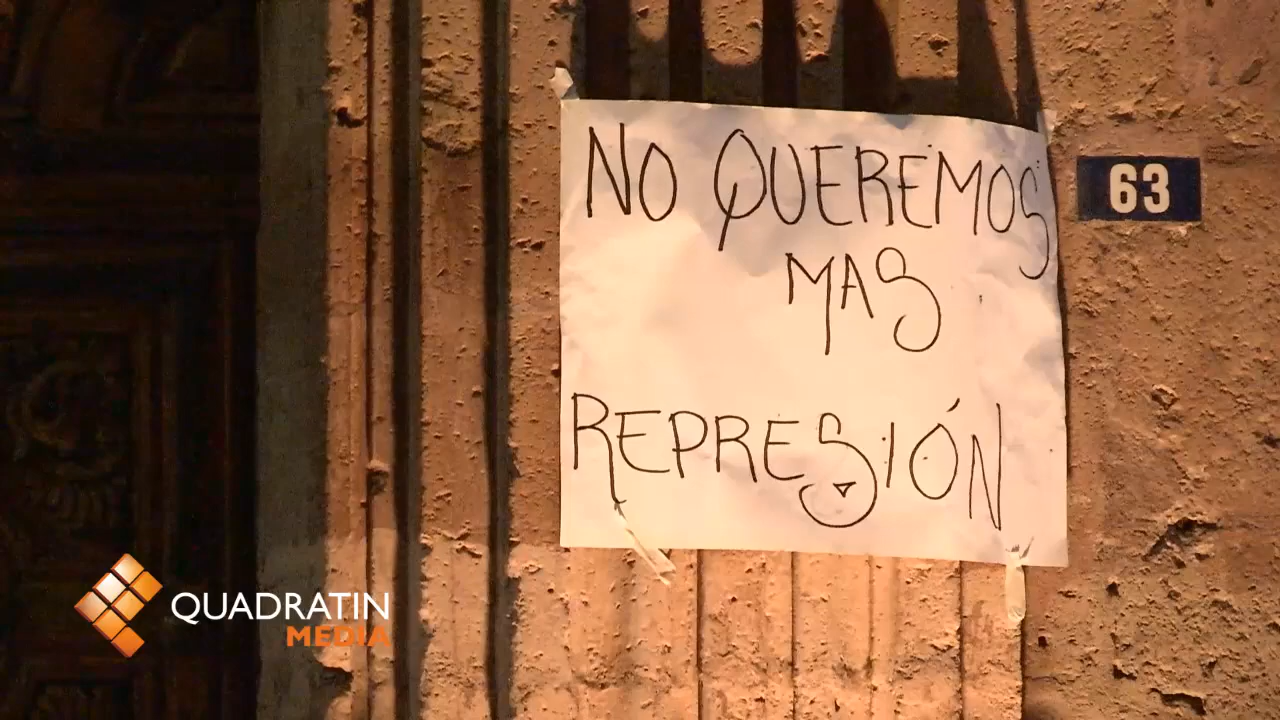 NO QUEREMOS
MAS
REPRESIÓN
63
QUADRATIN
MEDIA